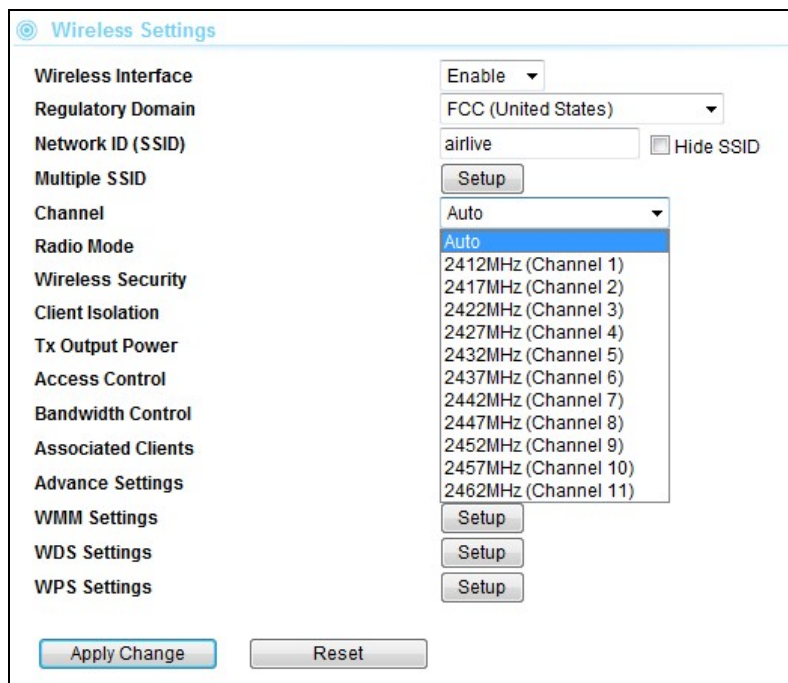 Wireless Settings
Wireless Interface Enable
Regulatory Domain FCC (United States)
Network ID (SSID) airlive Hide SSID
Multiple SSID Setup
Channel Auto
Radio Mode Auto
Wireless Security 2412MHz (Channel 1)
2417MHz (Channel 2)
Client Isolation 2422MHz (Channel 3)
2427MHz (Channel 4)
Tx Output Power 2432MHz (Channel 5)
Access Control 2437MHz (Channel 6)
2442MHz (Channel 7)
Bandwidth Control 2447MHz (Channel 8)
Associated Clients 2452MHz (Channel 9)
2457MHz (Channel 10)
Advance Settings 2462MHz (Channel 11)
WMM Settings Setup
WDS Settings Setup
WPS Settings Setup
Apply Change Reset